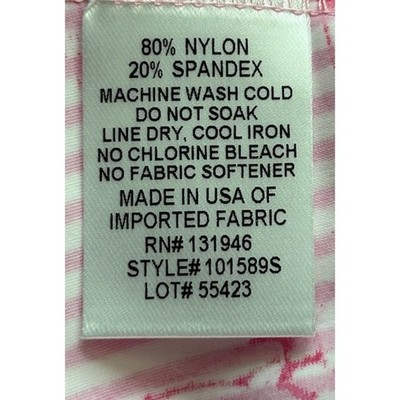 80% NYLON
20% SPANDEX
MACHINE WASH COLD
DO NOT SOAK
LINE DRY, COOL IRON
NO CHLORINE BLEACH
NO FABRIC SOFTENER
MADE IN USA OF
IMPORTED FABRIC
RN# 131946
STYLE# 101589S
LOT# 55423